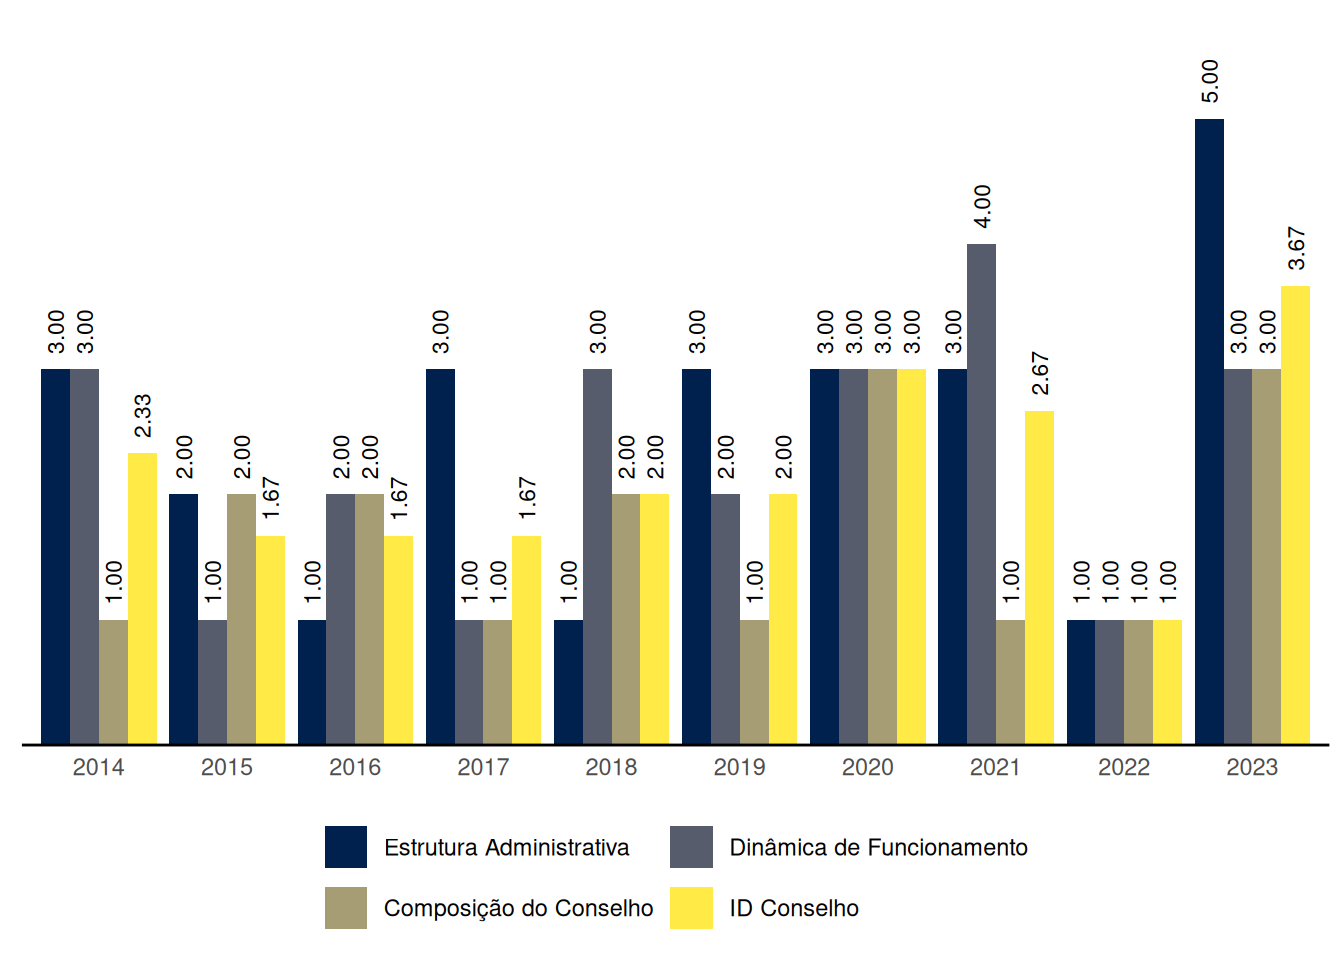 3.00 3.00 1.00 2.33 2.00 1.00 2.00 1.67 1.00 2.00 2.00 1.67 3.00 1.00 1.00 1.67 1.00 3.00 2.00 2.00 3.00 2.00 1.00 2.00 3.00 3.00 3.00 3.00 3.00 4.00 1.00 2.67 1.00 1.00 1.00 1.00 5.00 3.00 3.00 3.67
2014 2015 2016 2017 2018 2019 2020 2021 2022 2023
Estrutura Administrativa Dinâmica de Funcionamento
Composição do Conselho ID Conselho